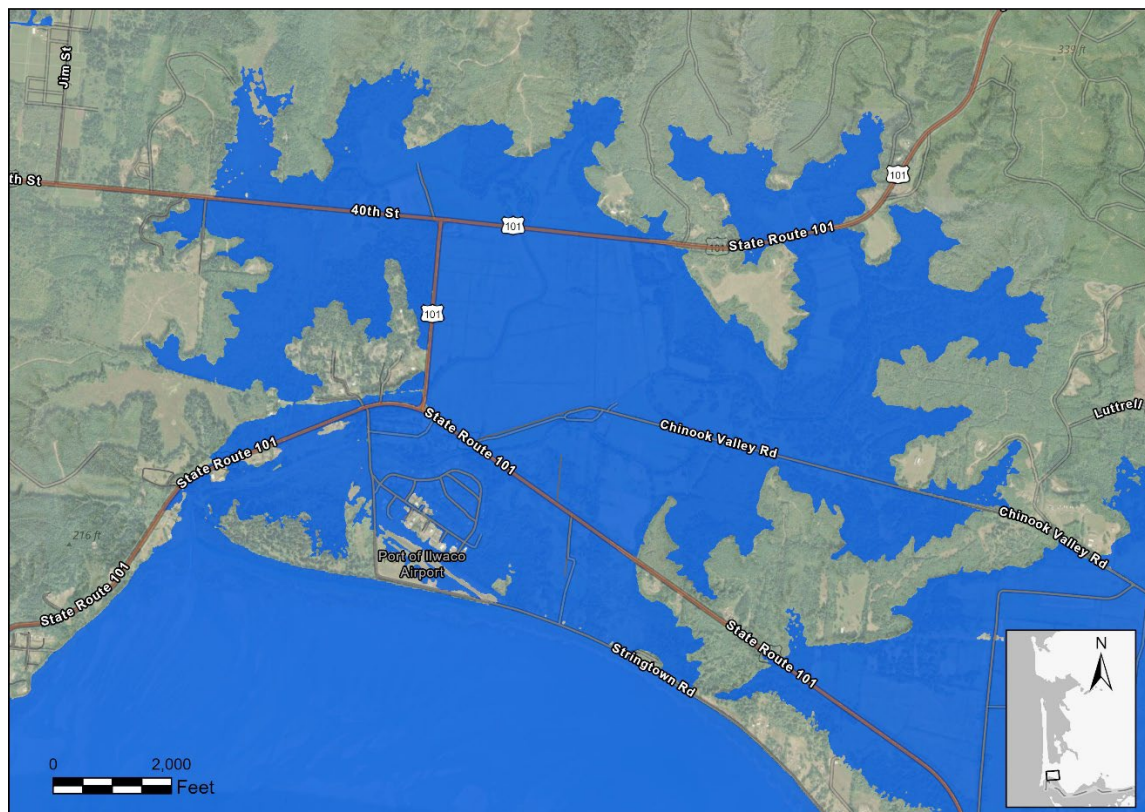 Jim St
339 ft
101
th St
40th St
101
101
State Route 101
101
Luttrell
State Route 101
Chinook Valley Rd
State Route 101
Chinook Valley Rd
216 ft
Port of Ilwaco
Airport
State Route 101
State Route 101
Stringtown Rd
N
0 2,000
Feet